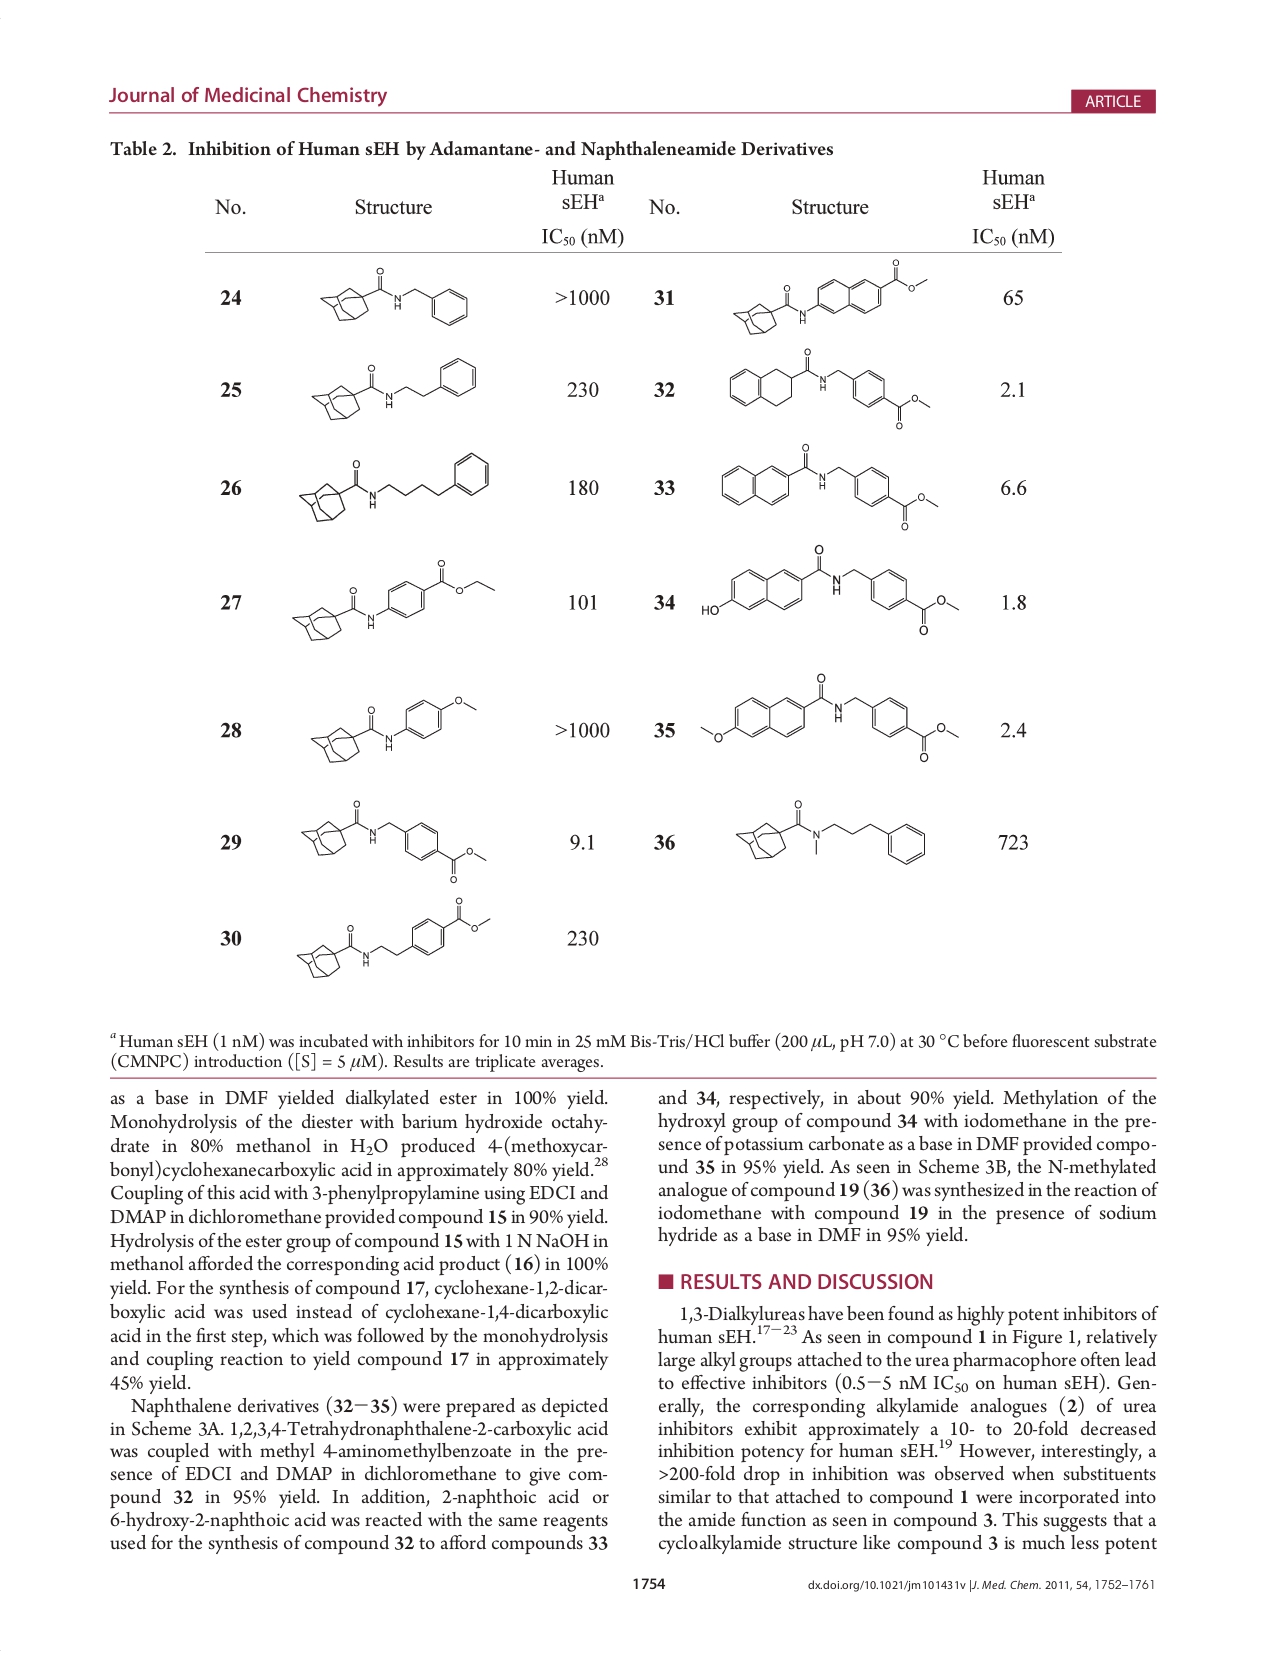 Journal of Medicinal Chemistry
ARTICLE
Table 2. Inhibition of Human sEH by Adamantane- and Naphthaleneamide Derivatives
No. Structure Human sEHᵃ IC₅₀ (nM) No. Structure Human sEHᵃ IC₅₀ (nM)
24 O N H >1000 31 O N H O O 65
25 O N H 230 32 O N H O O 2.1
26 O N H 180 33 O N H O O 6.6
27 O N H O O 101 34 HO O N H O O 1.8
28 O N H O >1000 35 O O N H O O 2.4
29 O N H O O 9.1 36 O N 723
30 O N H O O 230
ᵃ Human sEH (1 nM) was incubated with inhibitors for 10 min in 25 mM Bis-Tris/HCl buffer (200 μL, pH 7.0) at 30 °C before fluorescent substrate
(CMNPC) introduction ([S] = 5 μM). Results are triplicate averages.
as a base in DMF yielded dialkylated ester in 100% yield.
Monohydrolysis of the diester with barium hydroxide octahy-
drate in 80% methanol in H₂O produced 4-(methoxycar-
bonyl)cyclohexanecarboxylic acid in approximately 80% yield.²⁸
Coupling of this acid with 3-phenylpropylamine using EDCI and
DMAP in dichloromethane provided compound 15 in 90% yield.
Hydrolysis of the ester group of compound 15 with 1 N NaOH in
methanol afforded the corresponding acid product (16) in 100%
yield. For the synthesis of compound 17, cyclohexane-1,2-dicar-
boxylic acid was used instead of cyclohexane-1,4-dicarboxylic
acid in the first step, which was followed by the monohydrolysis
and coupling reaction to yield compound 17 in approximately
45% yield.
Naphthalene derivatives (32−35) were prepared as depicted
in Scheme 3A. 1,2,3,4-Tetrahydronaphthalene-2-carboxylic acid
was coupled with methyl 4-aminomethylbenzoate in the pre-
sence of EDCI and DMAP in dichloromethane to give com-
pound 32 in 95% yield. In addition, 2-naphthoic acid or
6-hydroxy-2-naphthoic acid was reacted with the same reagents
used for the synthesis of compound 32 to afford compounds 33
and 34, respectively, in about 90% yield. Methylation of the
hydroxyl group of compound 34 with iodomethane in the pre-
sence of potassium carbonate as a base in DMF provided compo-
und 35 in 95% yield. As seen in Scheme 3B, the N-methylated
analogue of compound 19 (36) was synthesized in the reaction of
iodomethane with compound 19 in the presence of sodium
hydride as a base in DMF in 95% yield.
■ RESULTS AND DISCUSSION
1,3-Dialkylureas have been found as highly potent inhibitors of
human sEH.¹⁷⁻²³ As seen in compound 1 in Figure 1, relatively
large alkyl groups attached to the urea pharmacophore often lead
to effective inhibitors (0.5−5 nM IC₅₀ on human sEH). Gen-
erally, the corresponding alkylamide analogues (2) of urea
inhibitors exhibit approximately a 10- to 20-fold decreased
inhibition potency for human sEH.¹⁹ However, interestingly, a
>200-fold drop in inhibition was observed when substituents
similar to that attached to compound 1 were incorporated into
the amide function as seen in compound 3. This suggests that a
cycloalkylamide structure like compound 3 is much less potent
1754
dx.doi.org/10.1021/jm101431v |J. Med. Chem. 2011, 54, 1752–1761